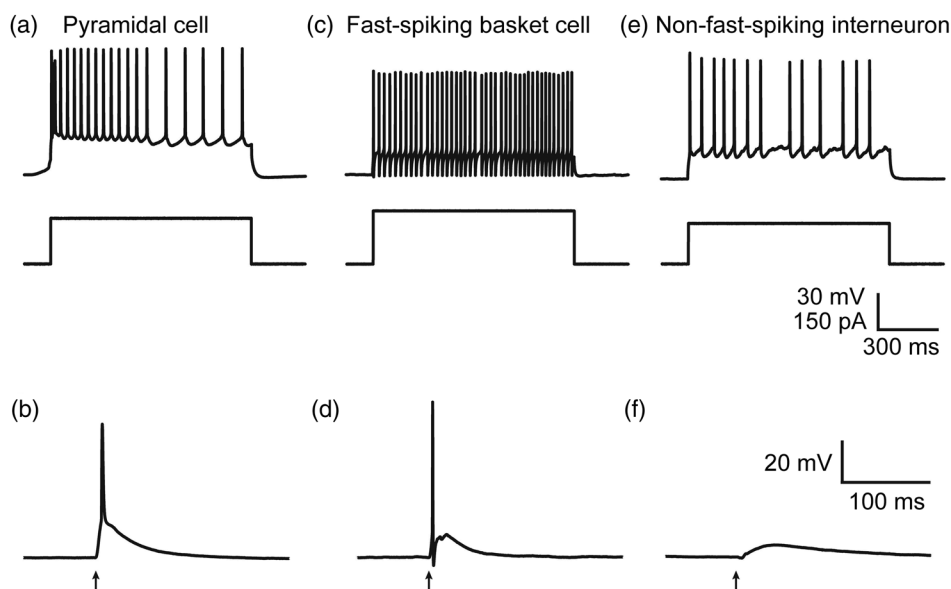 (a) Pyramidal cell
(c) Fast-spiking basket cell
(e) Non-fast-spiking interneuron
30 mV
150 pA
300 ms
(b)
(d)
(f)
20 mV
100 ms